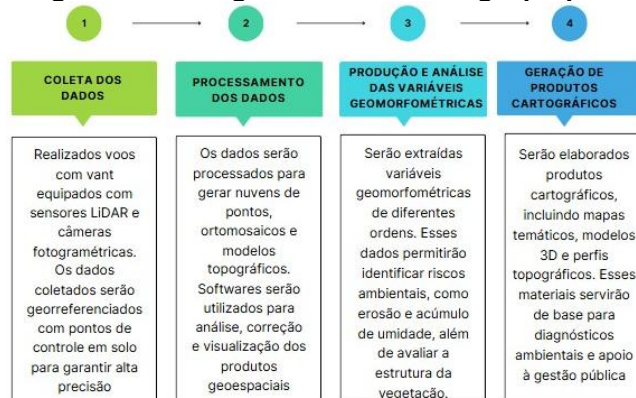 1
2
3
4
COLETA DOS
DADOS
PROCESSAMENTO
DOS DADOS
PRODUÇÃO E ANÁLISE
DAS VARIÁVEIS
GEOMORFOMÉTRICAS
GERAÇÃO DE
PRODUTOS
CARTOGRÁFICOS
Realizados voos
com vant
equipados com
sensores LiDAR e
câmeras
fotogramétricas.
Os dados
coletados serão
georreferenciados
com pontos de
controle em solo
para garantir alta
precisão
Os dados serão
processados para
gerar nuvens de
pontos,
ortomosaicos e
modelos
topográficos.
Softwares serão
utilizados para
análise, correção
e visualização dos
produtos
geoespaciais
Serão extraídas
variáveis
geomorfométricas
de diferentes
ordens. Esses
dados permitirão
identificar riscos
ambientais, como
erosão e acúmulo
de umidade, além
de avaliar a
estrutura da
vegetação.
Serão elaborados
produtos
cartográficos,
incluindo mapas
temáticos, modelos
3D e perfis
topográficos. Esses
materiais servirão
de base para
diagnósticos
ambientais e apoio
à gestão pública